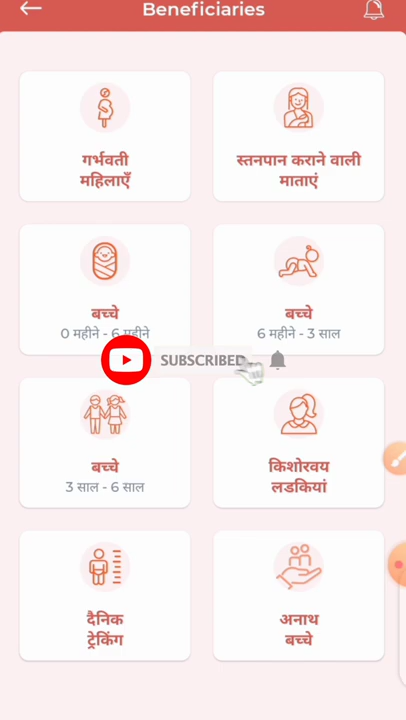 Beneficiaries
गर्भवती
महिलाएँ
स्तनपान कराने वाली
माताएं
बच्चे
0 महीने - 6 महीने
बच्चे
6 महीने - 3 साल
SUBSCRIBED
बच्चे
3 साल - 6 साल
किशोरवय
लडकियां
दैनिक
ट्रेकिंग
अनाथ
बच्चे